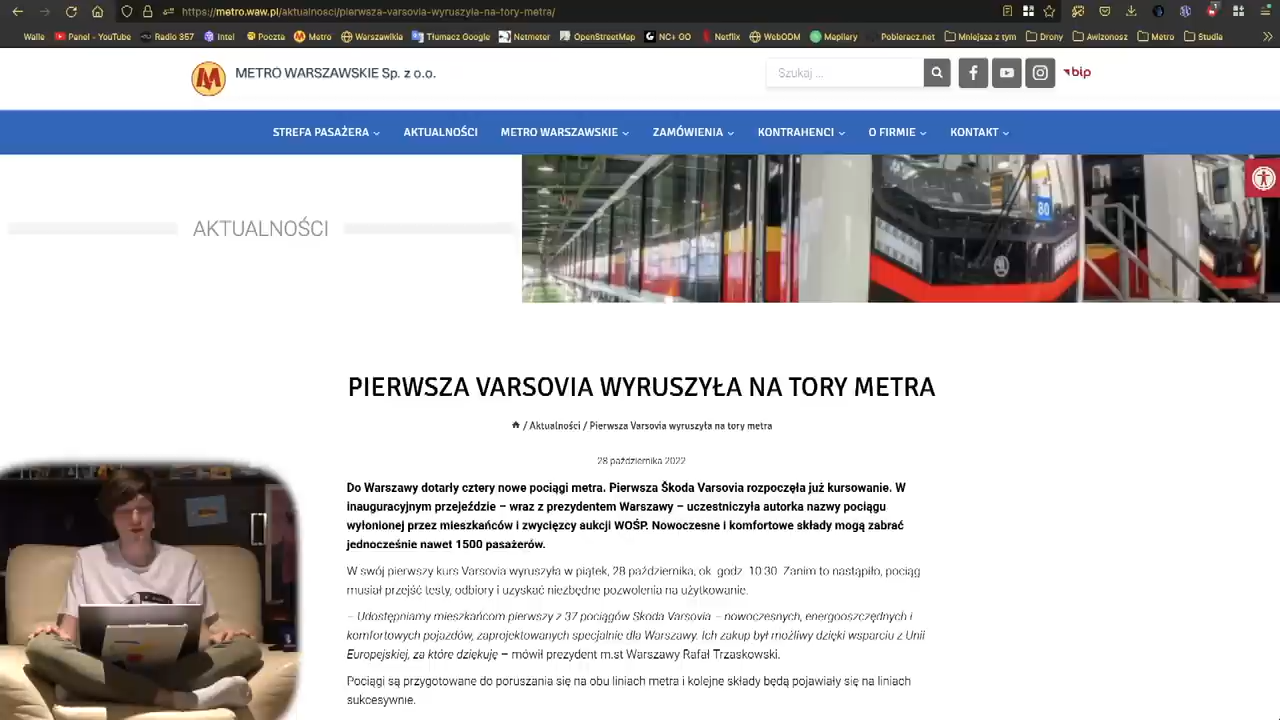 https://metro.waw.pl/aktualnosci/pierwsza-varsovia-wyruszyla-na-tory-metra/
Walle Panel - YouTube Radio 357 Intel Poczta Metro Warszawikia Tłumacz Google Netmoter OpenStreetMap NC+ GO Netflix WebODM Mapilary Pobieracz.net Mniejsza z tym Drony Awizonosz Metro Studia
METRO WARSZAWSKIE Sp. z o.o.
Szukaj ...
bip
STREFA PASAŻERA AKTUALNOŚCI METRO WARSZAWSKIE ZAMÓWIENIA KONTRAHENCI O FIRMIE KONTAKT
80
AKTUALNOŚCI
PIERWSZA VARSOVIA WYRUSZYŁA NA TORY METRA
/ Aktualności / Pierwsza Varsovia wyruszyła na tory metra
28 października 2022
Do Warszawy dotarły cztery nowe pociągi metra. Pierwsza Škoda Varsovia rozpoczęła już kursowanie. W
inauguracyjnym przejeździe – wraz z prezydentem Warszawy – uczestniczyła autorka nazwy pociągu
wyłonionej przez mieszkańców i zwycięzcy aukcji WOŚP. Nowoczesne i komfortowe składy mogą zabrać
jednocześnie nawet 1500 pasażerów.
W swój pierwszy kurs Varsovia wyruszyła w piątek, 28 października, ok. godz. 10.30. Zanim to nastąpiło, pociąg
musiał przejść testy, odbiory i uzyskać niezbędne pozwolenia na użytkowanie.
– Udostępniamy mieszkańcom pierwszy z 37 pociągów Skoda Varsovia – nowoczesnych, energooszczędnych i
komfortowych pojazdów, zaprojektowanych specjalnie dla Warszawy. Ich zakup był możliwy dzięki wsparciu z Unii
Europejskiej, za które dziękuję – mówił prezydent m.st Warszawy Rafał Trzaskowski.
Pociągi są przygotowane do poruszania się na obu liniach metra i kolejne składy będą pojawiały się na liniach
sukcesywnie.